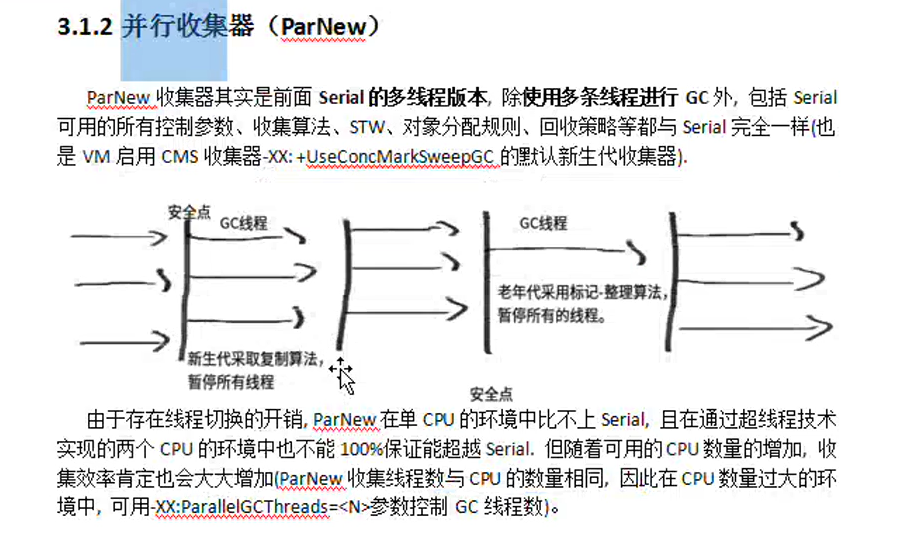 3.1.2 并行收集器（ParNew）
ParNew 收集器其实是前面 Serial 的多线程版本, 除使用多条线程进行 GC 外, 包括 Serial
可用的所有控制参数、收集算法、STW、对象分配规则、回收策略等都与 Serial 完全一样(也
是 VM 启用 CMS 收集器-XX: +UseConcMarkSweepGC 的默认新生代收集器).
安全点
GC线程
GC线程
老年代采用标记-整理算法，
暂停所有的线程。
新生代采取复制算法，
暂停所有线程
安全点
由于存在线程切换的开销, ParNew 在单 CPU 的环境中比不上 Serial, 且在通过超线程技术
实现的两个 CPU 的环境中也不能 100%保证能超越 Serial. 但随着可用的 CPU 数量的增加, 收
集效率肯定也会大大增加(ParNew 收集线程数与 CPU 的数量相同, 因此在 CPU 数量过大的环
境中, 可用-XX:ParallelGCThreads=<N>参数控制 GC 线程数)。